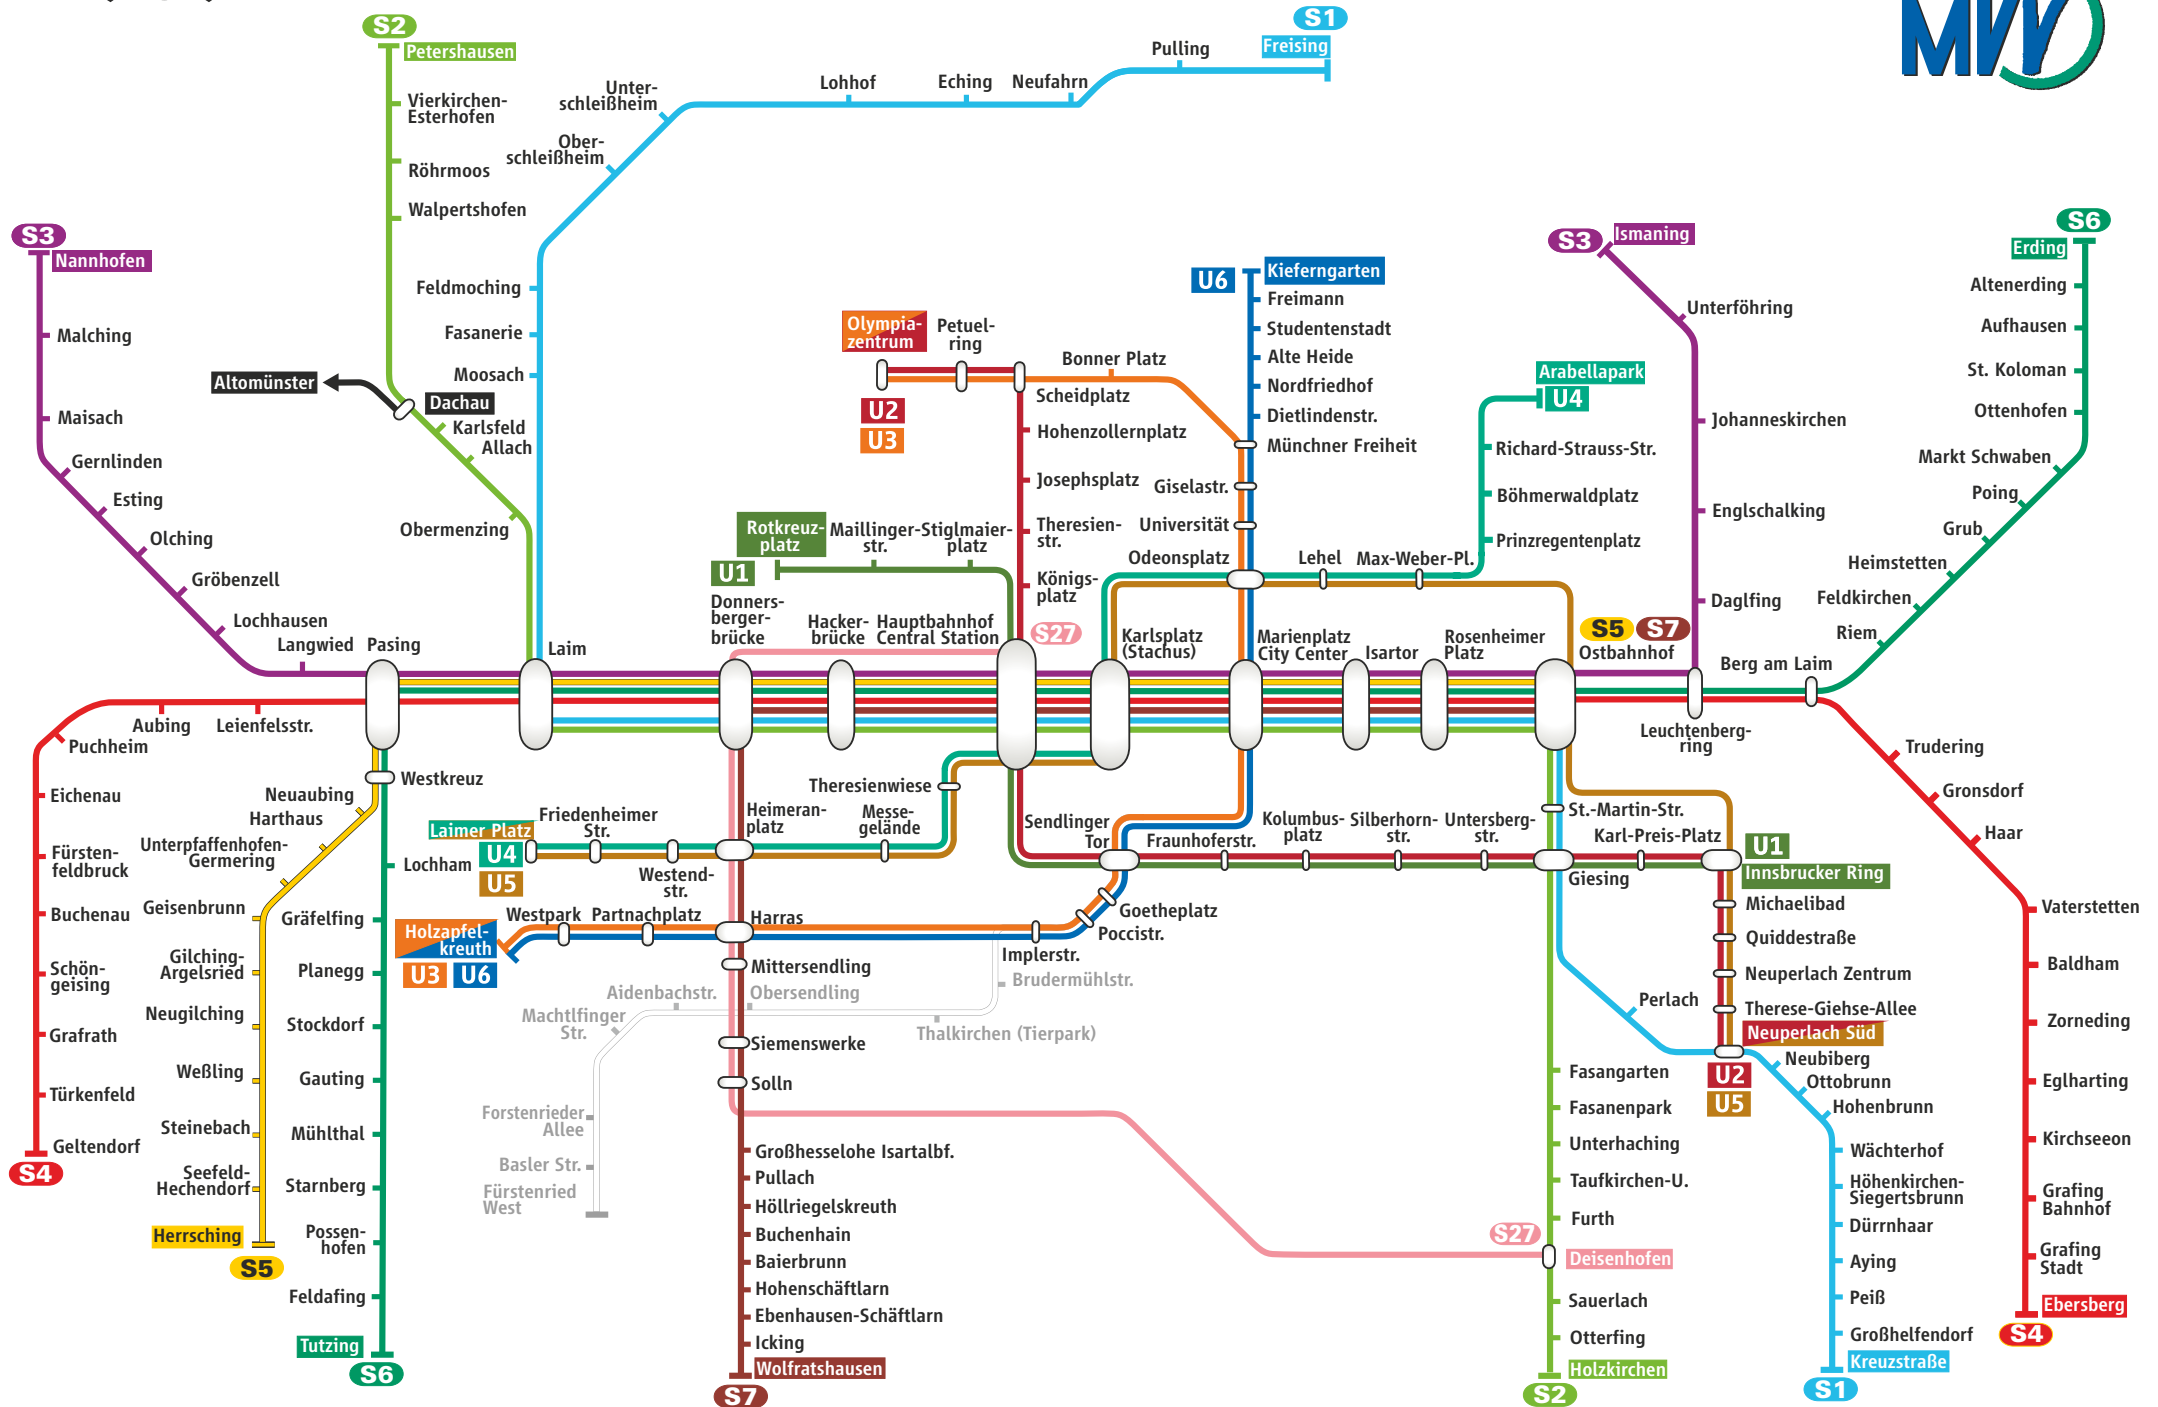 S2
Petershausen
Vierkirchen-
Esterhofen
Röhrmoos
Walpertshofen
S1
Freising
Pulling
Neufahrn
Eching
Lohhof
Unter-
schleißheim
Ober-
schleißheim
MVV
S3
Nannhofen
Malching
Maisach
Gernlinden
Esting
Olching
Gröbenzell
Lochhausen
Langwied
Pasing
Altomünster
Dachau
Karlsfeld
Allach
Obermenzing
Feldmoching
Fasanerie
Moosach
Laim
Olympia-
zentrum
Petuel-
ring
U2
U3
Bonner Platz
Scheidplatz
Hohenzollernplatz
Josephsplatz
Theresien-
str.
Königs-
platz
U6
Kieferngarten
Freimann
Studentenstadt
Alte Heide
Nordfriedhof
Dietlindenstr.
Münchner Freiheit
Giselastr.
Universität
Odeonsplatz
Lehel
Max-Weber-Pl.
Arabellapark
U4
Richard-Strauss-Str.
Böhmerwaldplatz
Prinzregentenplatz
S3
Ismaning
Unterföhring
Johanneskirchen
Englschalking
Daglfing
S6
Erding
Altenerding
Aufhausen
St. Koloman
Ottenhofen
Markt Schwaben
Poing
Grub
Heimstetten
Feldkirchen
Riem
Berg am Laim
Rotkreuz-
platz
U1
Maillinger-
str.
Stiglmaier-
platz
Donners-
berger-
brücke
Hacker-
brücke
Hauptbahnhof
Central Station
S27
Karlsplatz
(Stachus)
Marienplatz
City Center
Isartor
Rosenheimer
Platz
S5
S7
Ostbahnhof
Leuchtenberg-
ring
Aubing
Leienfelsstr.
Puchheim
Eichenau
Fürsten-
feldbruck
Buchenau
Schön-
geising
Grafrath
Türkenfeld
Geltendorf
S4
Westkreuz
Neuaubing
Harthaus
Unterpfaffenhofen-
Germering
Geisenbrunn
Gilching-
Argelsried
Neugilching
Weßling
Steinebach
Seefeld-
Hechendorf
Herrsching
S5
Lochham
Gräfelfing
Planegg
Stockdorf
Gauting
Mühlthal
Starnberg
Possen-
hofen
Feldafing
Tutzing
S6
Laimer Platz
U4
U5
Friedenheimer
Str.
Westend-
str.
Heimeran-
platz
Messe-
gelände
Theresienwiese
Holzapfel-
kreuth
U3
U6
Westpark
Partnachplatz
Harras
Implerstr.
Poccistr.
Goetheplatz
Sendlinger
Tor
Fraunhoferstr.
Kolumbus-
platz
Silberhorn-
str.
Untersberg-
str.
St.-Martin-Str.
Giesing
Karl-Preis-Platz
U1
Innsbrucker Ring
Michaelibad
Quiddestraße
Neuperlach Zentrum
Therese-Giehse-Allee
Neuperlach Süd
U2
U5
Mittersendling
Obersendling
Aidenbachstr.
Machtlfinger
Str.
Brudermühlstr.
Thalkirchen (Tierpark)
Forstenrieder
Allee
Basler Str.
Fürstenried
West
Siemenswerke
Solln
Großhesselohe Isartalbf.
Pullach
Höllriegelskreuth
Buchenhain
Baierbrunn
Hohenschäftlarn
Ebenhausen-Schäftlarn
Icking
Wolfratshausen
S7
Fasangarten
Fasanenpark
Unterhaching
Taufkirchen-U.
Furth
S27
Deisenhofen
Sauerlach
Otterfing
Holzkirchen
S2
Perlach
Neubiberg
Ottobrunn
Hohenbrunn
Wächterhof
Höhenkirchen-
Siegertsbrunn
Dürrnhaar
Aying
Peiß
Großhelfendorf
Kreuzstraße
S1
Trudering
Gronsdorf
Haar
Vaterstetten
Baldham
Zorneding
Eglharting
Kirchseeon
Grafing
Bahnhof
Grafing
Stadt
Ebersberg
S4